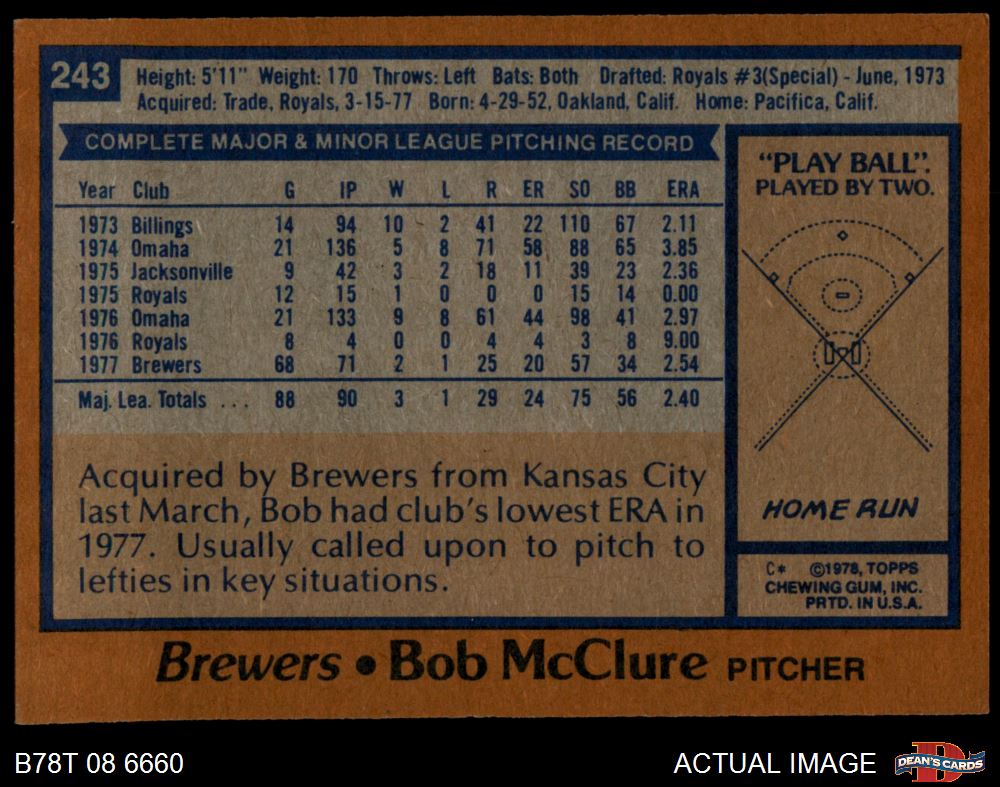 243
Height: 5'11" Weight: 170 Throws: Left Bats: Both Drafted: Royals #3(Special) - June, 1973
Acquired: Trade, Royals, 3-15-77 Born: 4-29-52, Oakland, Calif. Home: Pacifica, Calif.
COMPLETE MAJOR & MINOR LEAGUE PITCHING RECORD
Year Club G IP W L R ER SO BB ERA
1973 Billings 14 94 10 2 41 22 110 67 2.11
1974 Omaha 21 136 5 8 71 58 88 65 3.85
1975 Jacksonville 9 42 3 2 18 11 39 23 2.36
1975 Royals 12 15 1 0 0 0 15 14 0.00
1976 Omaha 21 133 9 8 61 44 98 41 2.97
1976 Royals 8 4 0 0 4 4 3 8 9.00
1977 Brewers 68 71 2 1 25 20 57 34 2.54
Maj. Lea. Totals ... 88 90 3 1 29 24 75 56 2.40
Acquired by Brewers from Kansas City
last March, Bob had club's lowest ERA in
1977. Usually called upon to pitch to
lefties in key situations.
"PLAY BALL".
PLAYED BY TWO.
HOME RUN
C* ©1978, TOPPS
CHEWING GUM, INC.
PRTD. IN U.S.A.
Brewers • Bob McClure PITCHER
B78T 08 6660
ACTUAL IMAGE
D
DEAN'S CARDS